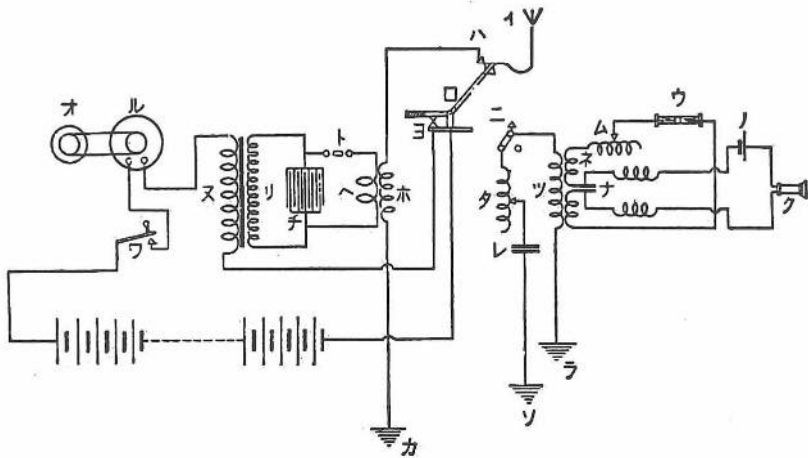 イ
ハ
ロ
オ
ル
ト
ヨ
ニ
ム
ウ
ノ
ヌ
リ
チ
ヘ
ホ
タ
ツ
ネ
ナ
ク
ワ
レ
ラ
ソ
カ